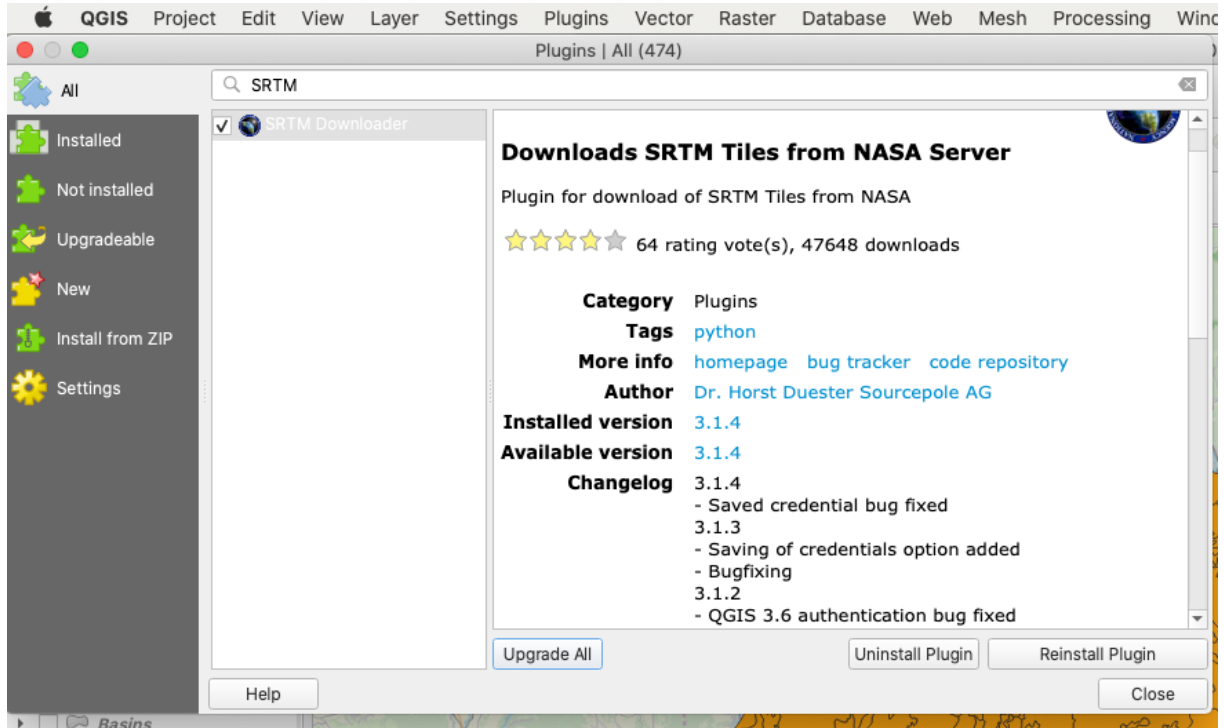 QGIS Project Edit View Layer Settings Plugins Vector Raster Database Web Mesh Processing
Plugins | All (474)
All
SRTM
Installed
Not installed
Upgradeable
New
Install from ZIP
Settings
SRTM Downloader
Downloads SRTM Tiles from NASA Server
Plugin for download of SRTM Tiles from NASA
64 rating vote(s), 47648 downloads
Category Plugins
Tags python
More info homepage bug tracker code repository
Author Dr. Horst Duester Sourcepole AG
Installed version 3.1.4
Available version 3.1.4
Changelog 3.1.4
- Saved credential bug fixed
3.1.3
- Saving of credentials option added
- Bugfixing
3.1.2
- QGIS 3.6 authentication bug fixed
Upgrade All Uninstall Plugin Reinstall Plugin
Help Close
Basins